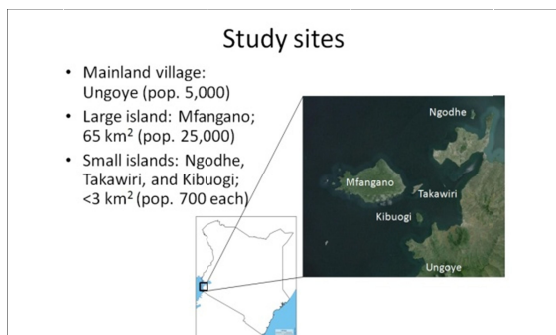 Study sites
• Mainland village:
Ungoye (pop. 5,000)
• Large island: Mfangano;
65 km² (pop. 25,000)
• Small islands: Ngodhe,
Takawiri, and Kibuogi;
<3 km² (pop. 700 each)
Ngodhe
Mfangano
Takawiri
Kibuogi
Ungoye